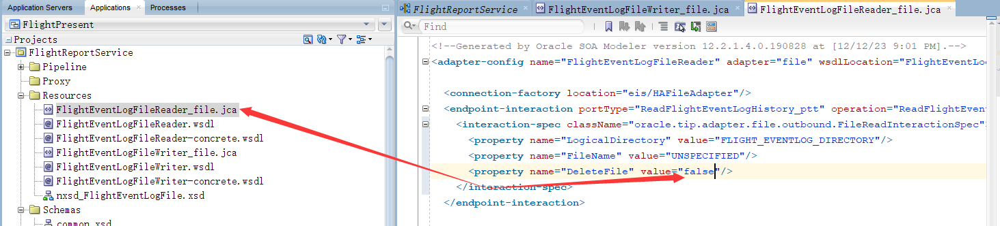 Application Servers
Applications ×
Processes
FlightPresent
Projects
FlightReportService
Pipeline
Proxy
Resources
FlightEventLogFileReader_file.jca
FlightEventLogFileReader.wsdl
FlightEventLogFileReader-concrete.wsdl
FlightEventLogFileWriter_file.jca
FlightEventLogFileWriter.wsdl
FlightEventLogFileWriter-concrete.wsdl
nxsd_FlightEventLogFile.xsd
Schemas
common.xsd
FlightReportService ×
FlightEventLogFileWriter_file.jca ×
FlightEventLogFileReader_file.jca ×
Find
<!--Generated by Oracle SOA Modeler version 12.2.1.4.0.190828 at [12/12/23 9:01 PM].-->
<adapter-config name="FlightEventLogFileReader" adapter="file" wsdlLocation="FlightEventLo
<connection-factory location="eis/HAFileAdapter"/>
<endpoint-interaction portType="ReadFlightEventLogHistory_ptt" operation="ReadFlightEvent
<interaction-spec className="oracle.tip.adapter.file.outbound.FileReadInteractionSpec"
<property name="LogicalDirectory" value="FLIGHT_EVENTLOG_DIRECTORY"/>
<property name="FileName" value="UNSPECIFIED"/>
<property name="DeleteFile" value="false"/>
</interaction-spec>
</endpoint-interaction>